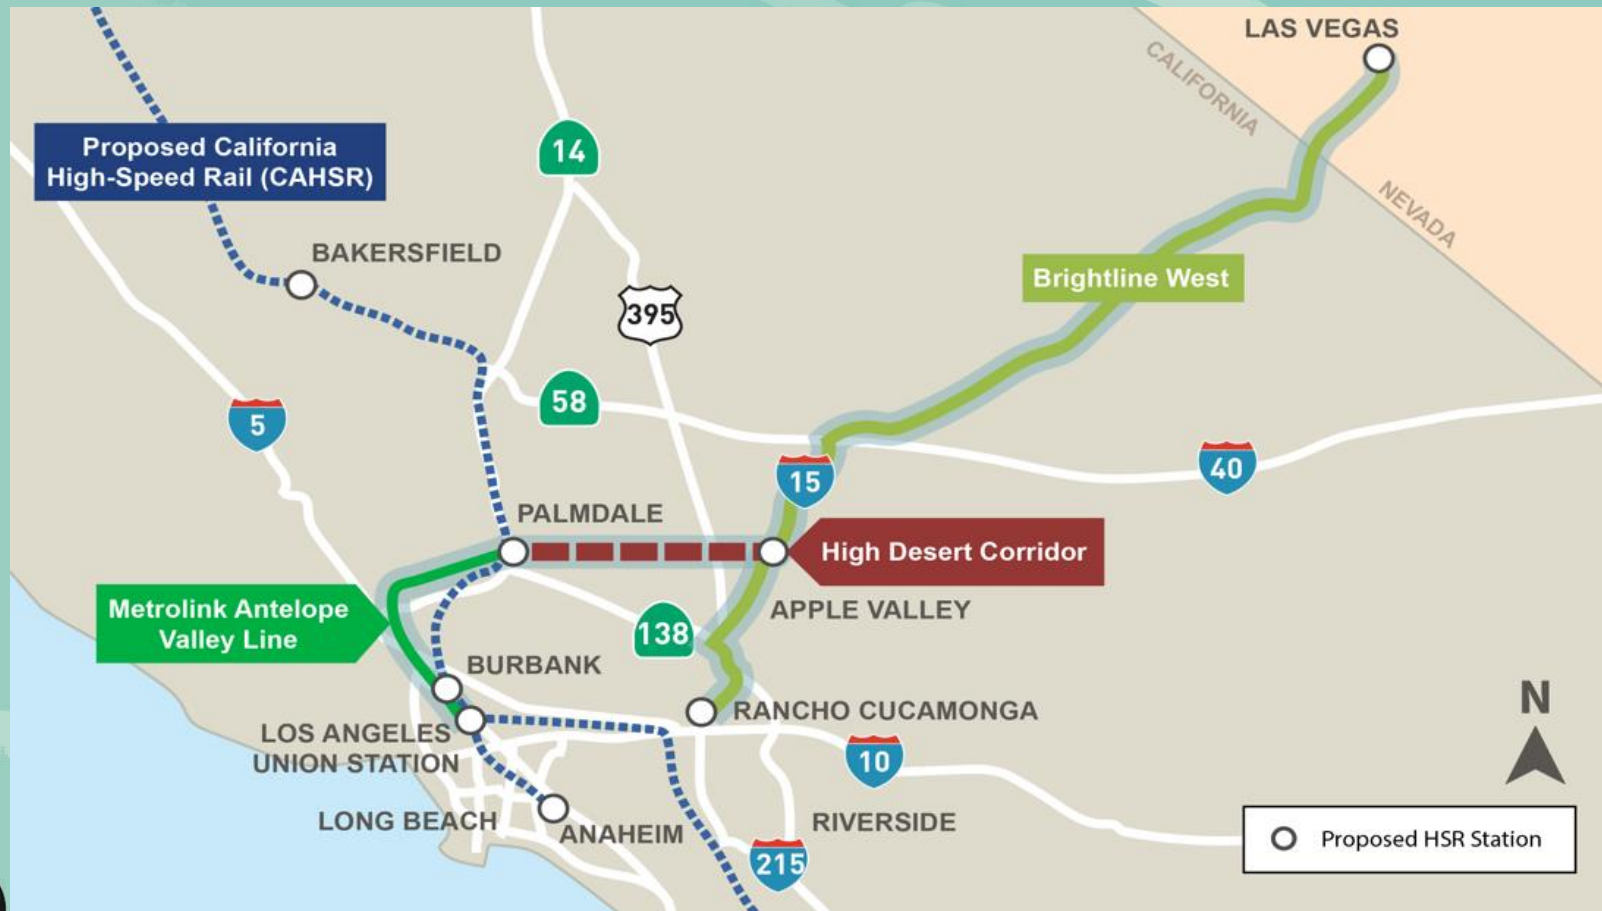 LAS VEGAS
CALIFORNIA
NEVADA
Proposed California
High-Speed Rail (CAHSR)
14
BAKERSFIELD
Brightline West
395
58
5
15
40
PALMDALE
High Desert Corridor
Metrolink Antelope
Valley Line
138
APPLE VALLEY
BURBANK
RANCHO CUCAMONGA
N
LOS ANGELES
UNION STATION
10
LONG BEACH
ANAHEIM
RIVERSIDE
215
Proposed HSR Station